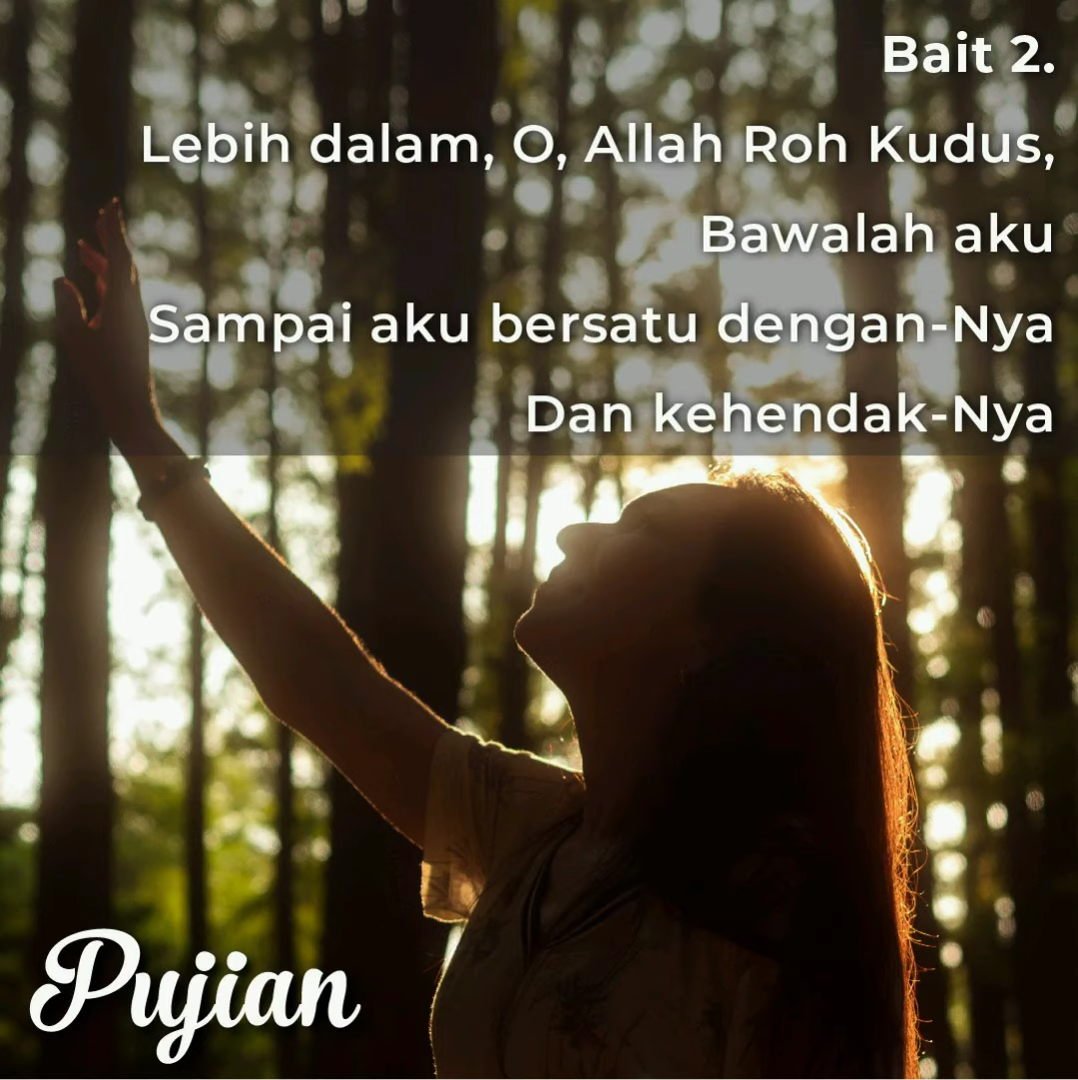 Bait 2.
Lebih dalam, O, Allah Roh Kudus,
Bawalah aku
Sampai aku bersatu dengan-Nya
Dan kehendak-Nya
Pujian